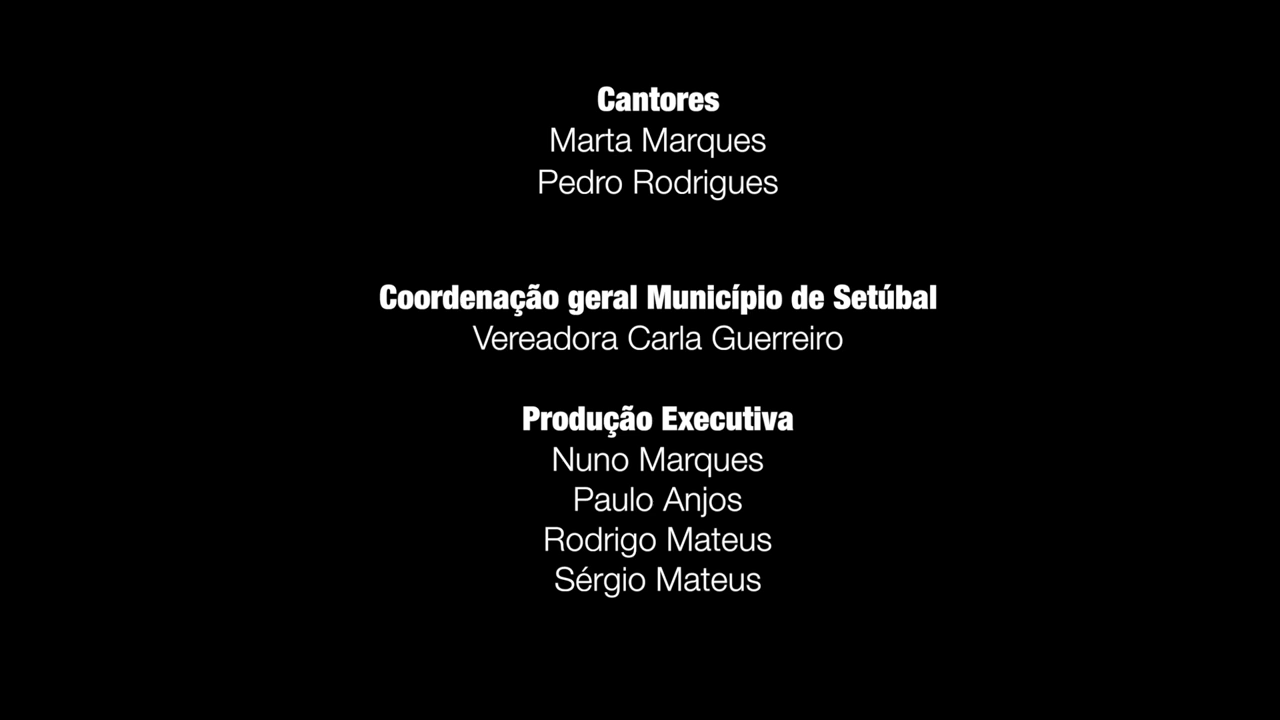 Cantores
Marta Marques
Pedro Rodrigues
Coordenação geral Município de Setúbal
Vereadora Carla Guerreiro
Produção Executiva
Nuno Marques
Paulo Anjos
Rodrigo Mateus
Sérgio Mateus